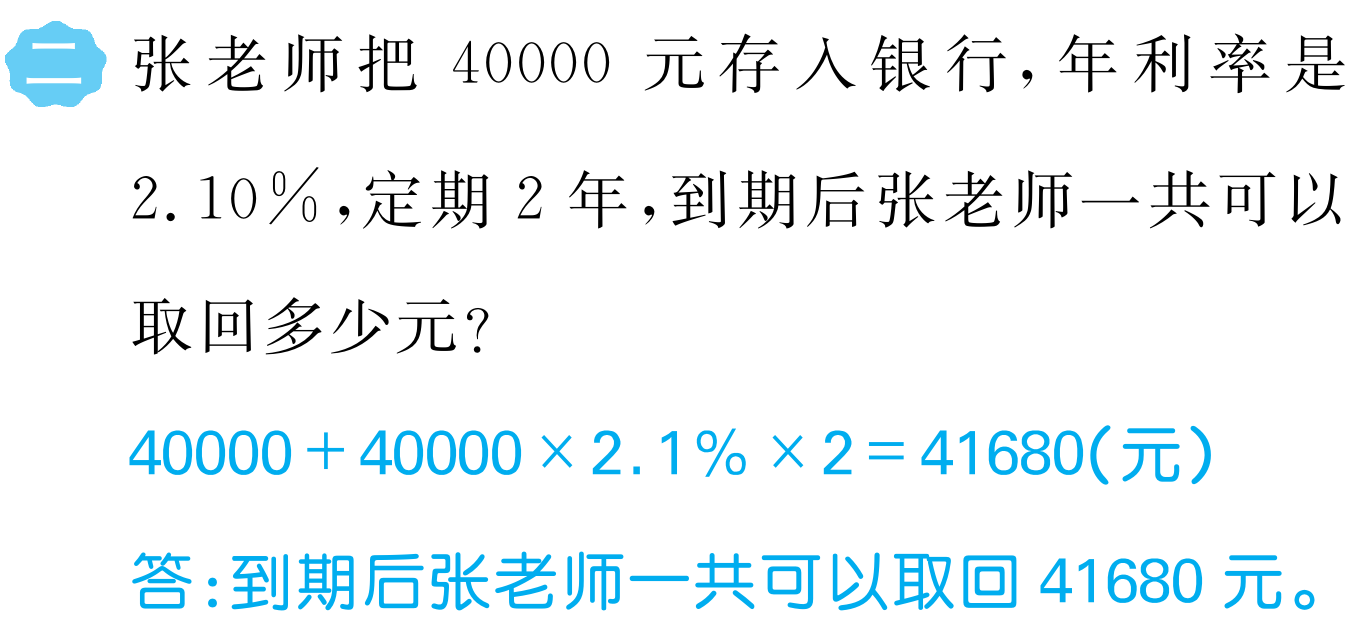 二 张老师把 40000 元存入银行,年利率是
2.10%,定期 2 年,到期后张老师一共可以
取回多少元?
40000+40000×2.1%×2=41680(元)
答:到期后张老师一共可以取回 41680 元。